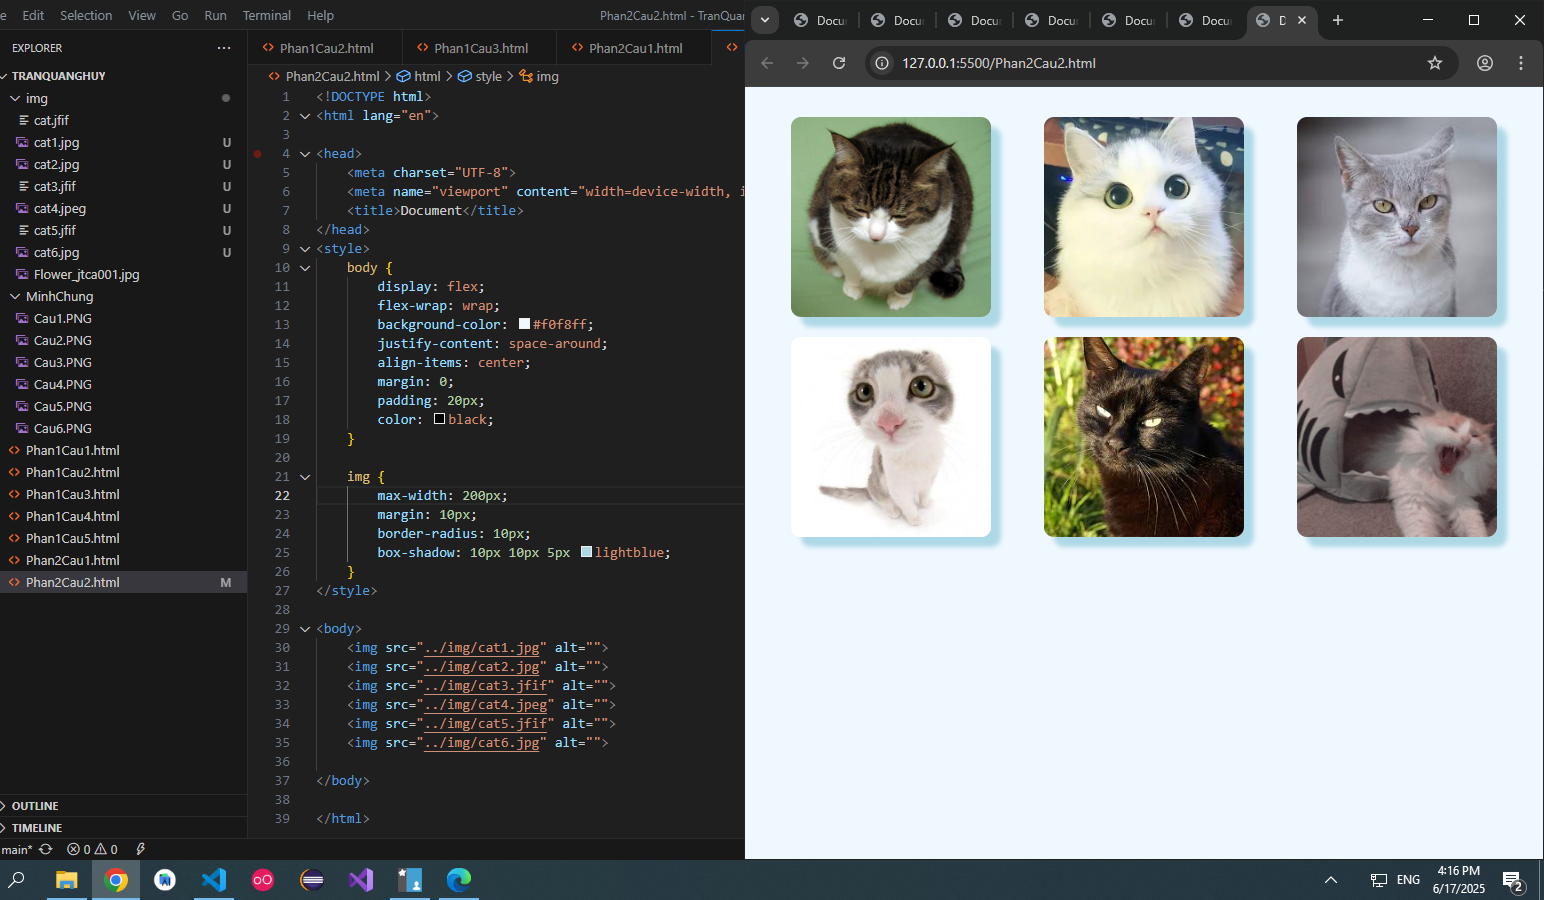 Edit Selection View Go Run Terminal Help
Phan2Cau2.html - TranQuan
EXPLORER
TRANQUANGHUY
img
cat.jfif
cat1.jpg U
cat2.jpg U
cat3.jfif U
cat4.jpeg U
cat5.jfif U
cat6.jpg U
Flower_jtca001.jpg
MinhChung
Cau1.PNG
Cau2.PNG
Cau3.PNG
Cau4.PNG
Cau5.PNG
Cau6.PNG
Phan1Cau1.html
Phan1Cau2.html
Phan1Cau3.html
Phan1Cau4.html
Phan1Cau5.html
Phan2Cau1.html
Phan2Cau2.html M
OUTLINE
TIMELINE
main* 0 0
Phan1Cau2.html Phan1Cau3.html Phan2Cau1.html
Phan2Cau2.html > html > style > img
1 <!DOCTYPE html>
2 <html lang="en">
3
4 <head>
5 <meta charset="UTF-8">
6 <meta name="viewport" content="width=device-width, i
7 <title>Document</title>
8 </head>
9 <style>
10 body {
11 display: flex;
12 flex-wrap: wrap;
13 background-color: #f0f8ff;
14 justify-content: space-around;
15 align-items: center;
16 margin: 0;
17 padding: 20px;
18 color: black;
19 }
20
21 img {
22 max-width: 200px;
23 margin: 10px;
24 border-radius: 10px;
25 box-shadow: 10px 10px 5px lightblue;
26 }
27 </style>
28
29 <body>
30 <img src="../img/cat1.jpg" alt="">
31 <img src="../img/cat2.jpg" alt="">
32 <img src="../img/cat3.jfif" alt="">
33 <img src="../img/cat4.jpeg" alt="">
34 <img src="../img/cat5.jfif" alt="">
35 <img src="../img/cat6.jpg" alt="">
36
37 </body>
38
39 </html>
Docu Docu Docu Docu Docu Docu D
127.0.0.1:5500/Phan2Cau2.html
ENG
4:16 PM
6/17/2025
2